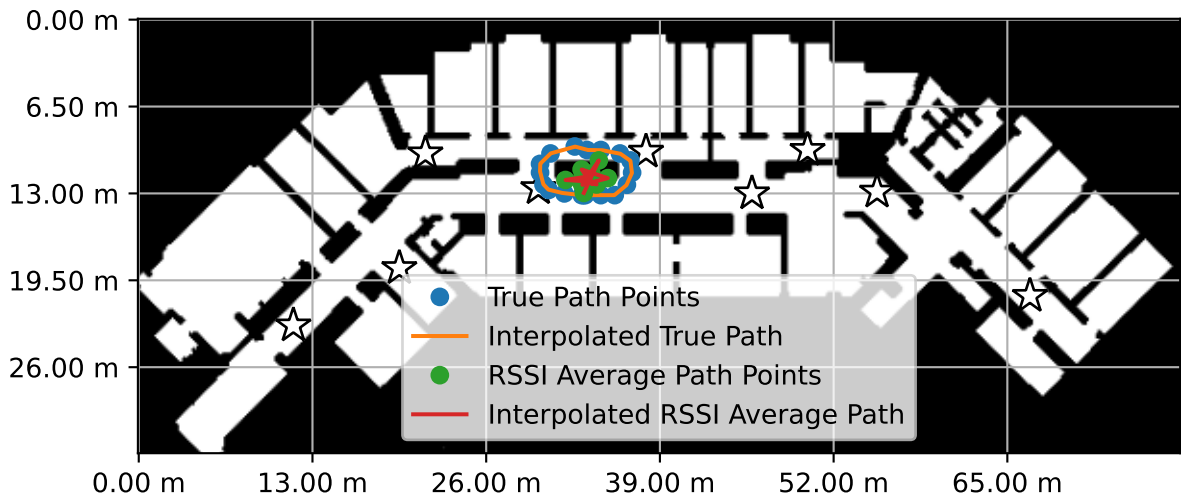 0.00 m
6.50 m
13.00 m
19.50 m
26.00 m
True Path Points
Interpolated True Path
RSSI Average Path Points
Interpolated RSSI Average Path
0.00 m 13.00 m 26.00 m 39.00 m 52.00 m 65.00 m